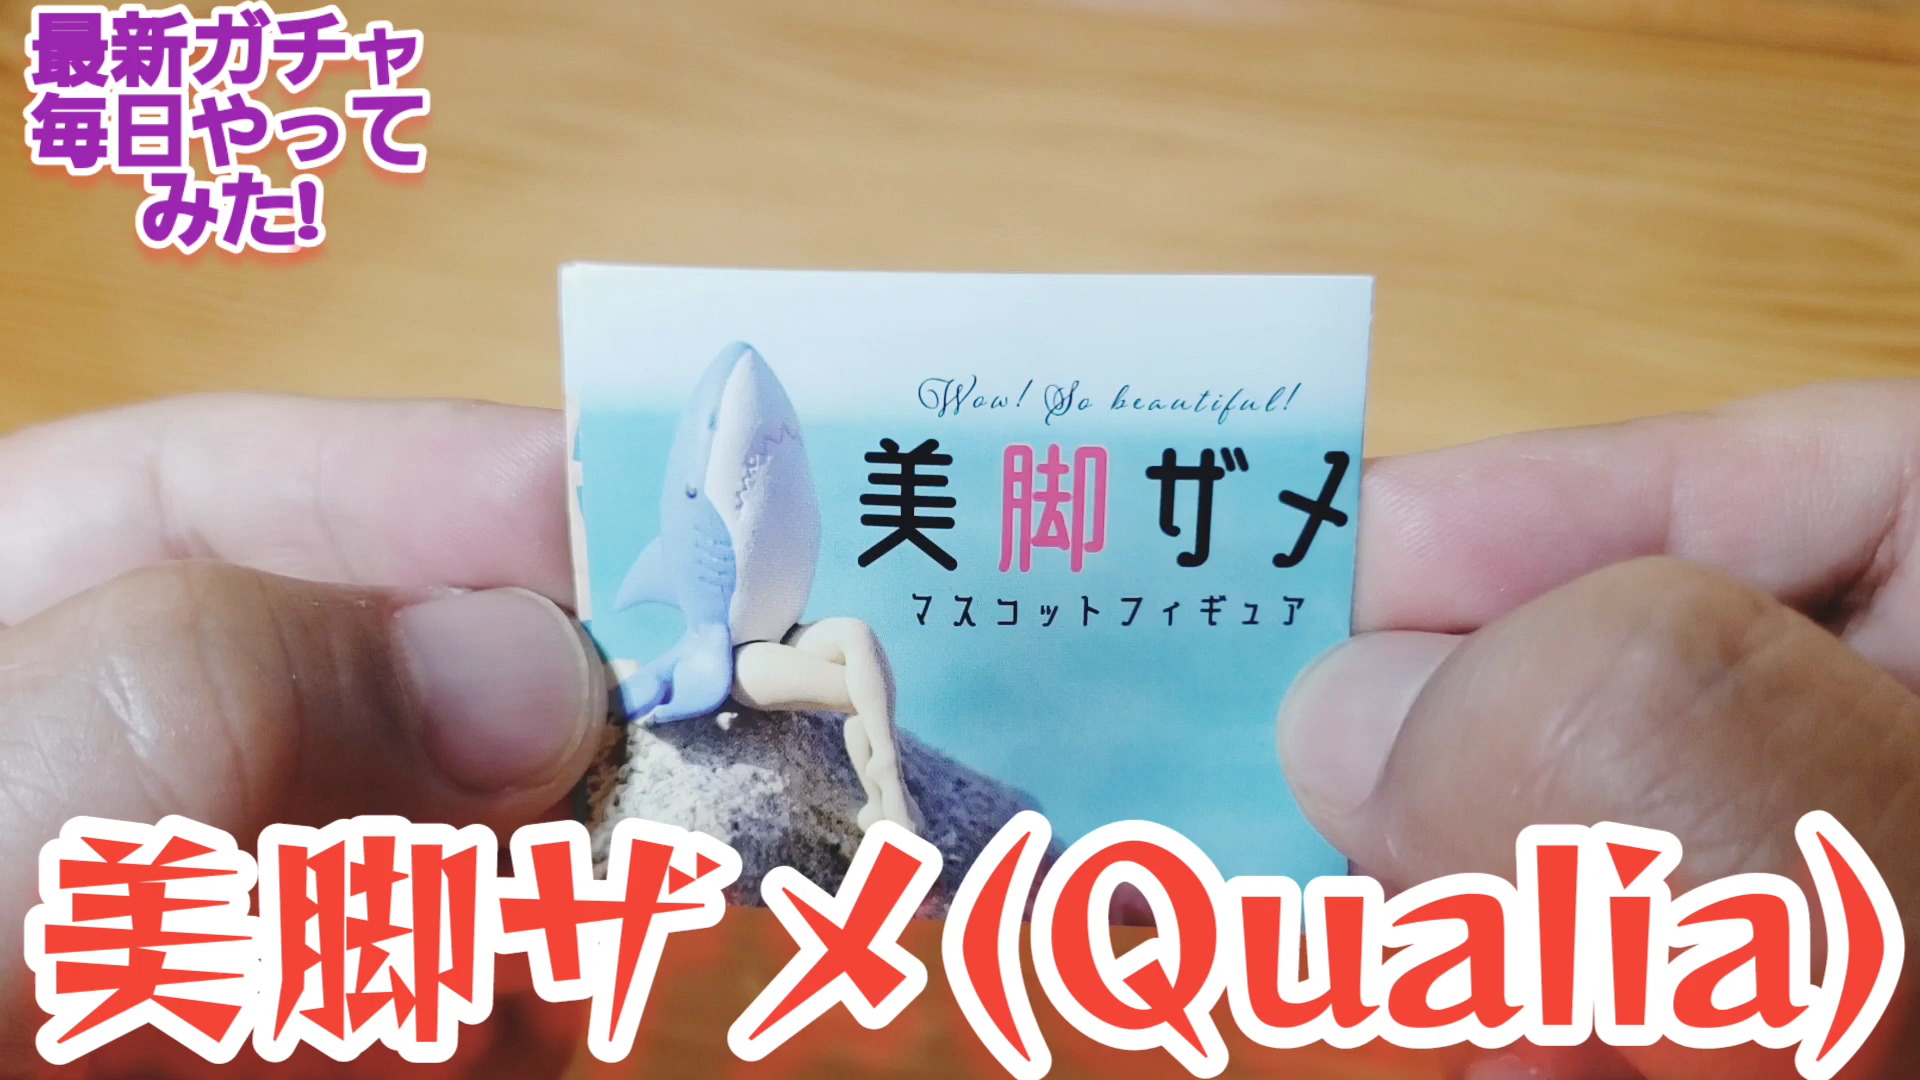 最新ガチャ
毎日やって
みた!
Wow! So beautiful!
美脚ザメ
マスコットフィギュア
美脚ザメ(Qualia)